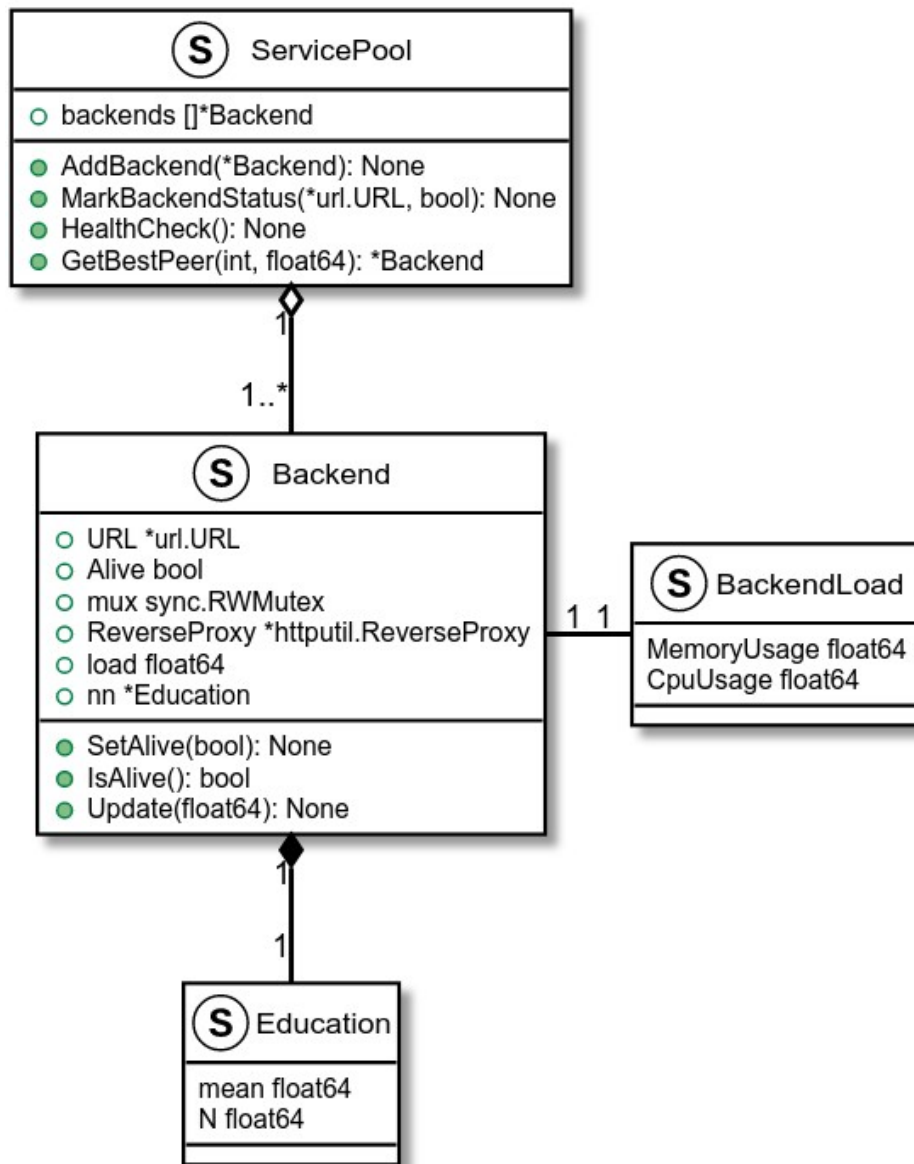 S ServicePool
backends []*Backend
AddBackend(*Backend): None
MarkBackendStatus(*url.URL, bool): None
HealthCheck(): None
GetBestPeer(int, float64): *Backend
1
1..*
S Backend
URL *url.URL
Alive bool
mux sync.RWMutex
ReverseProxy *httputil.ReverseProxy
load float64
nn *Education
SetAlive(bool): None
IsAlive(): bool
Update(float64): None
1 1
S BackendLoad
MemoryUsage float64
CpuUsage float64
1
1
S Education
mean float64
N float64